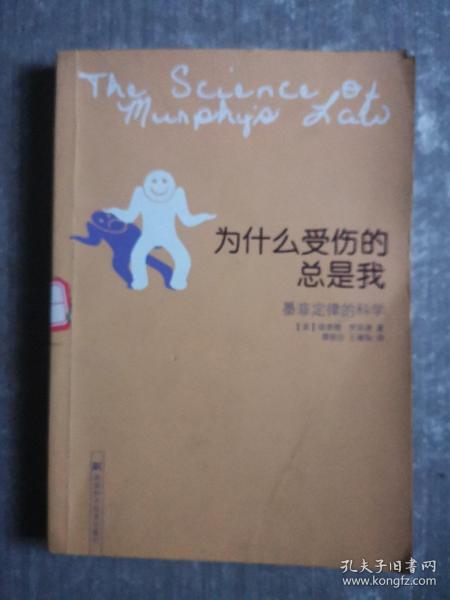 The Science of
Murphy's Law
为什么受伤的
总是我
墨菲定律的科学
孔夫子旧书网
www.kongfz.com